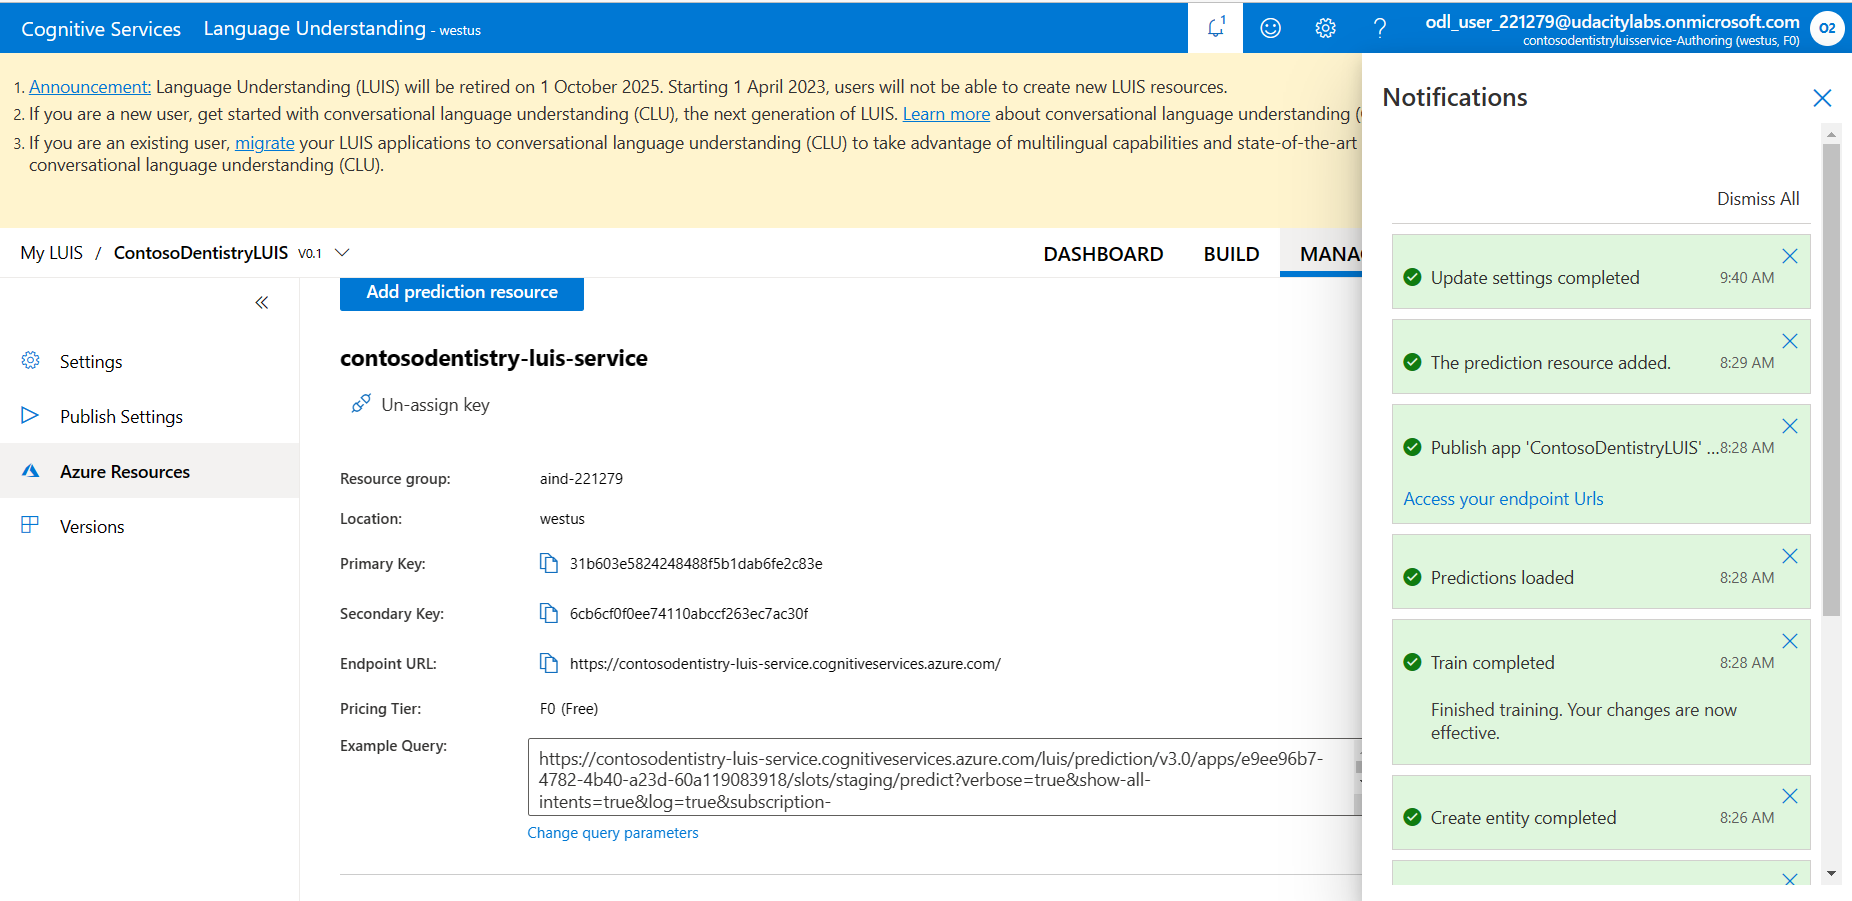 Cognitive Services Language Understanding - westus
1
odl_user_221279@udacitylabs.onmicrosoft.com
contosodentistryluisservice-Authoring (westus, F0)
O2
1. Announcement: Language Understanding (LUIS) will be retired on 1 October 2025. Starting 1 April 2023, users will not be able to create new LUIS resources.
2. If you are a new user, get started with conversational language understanding (CLU), the next generation of LUIS. Learn more about conversational language understanding (
3. If you are an existing user, migrate your LUIS applications to conversational language understanding (CLU) to take advantage of multilingual capabilities and state-of-the-art
conversational language understanding (CLU).
My LUIS / ContosoDentistryLUIS V0.1
DASHBOARD BUILD MANA
Settings
Publish Settings
Azure Resources
Versions
Add prediction resource
contosodentistry-luis-service
Un-assign key
Resource group: aind-221279
Location: westus
Primary Key: 31b603e5824248488f5b1dab6fe2c83e
Secondary Key: 6cb6cf0f0ee74110abccf263ec7ac30f
Endpoint URL: https://contosodentistry-luis-service.cognitiveservices.azure.com/
Pricing Tier: F0 (Free)
Example Query: https://contosodentistry-luis-service.cognitiveservices.azure.com/luis/prediction/v3.0/apps/e9ee96b7-
4782-4b40-a23d-60a119083918/slots/staging/predict?verbose=true&show-all-
intents=true&log=true&subscription-
Change query parameters
Notifications
Dismiss All
Update settings completed 9:40 AM
The prediction resource added. 8:29 AM
Publish app 'ContosoDentistryLUIS' ... 8:28 AM
Access your endpoint Urls
Predictions loaded 8:28 AM
Train completed 8:28 AM
Finished training. Your changes are now
effective.
Create entity completed 8:26 AM